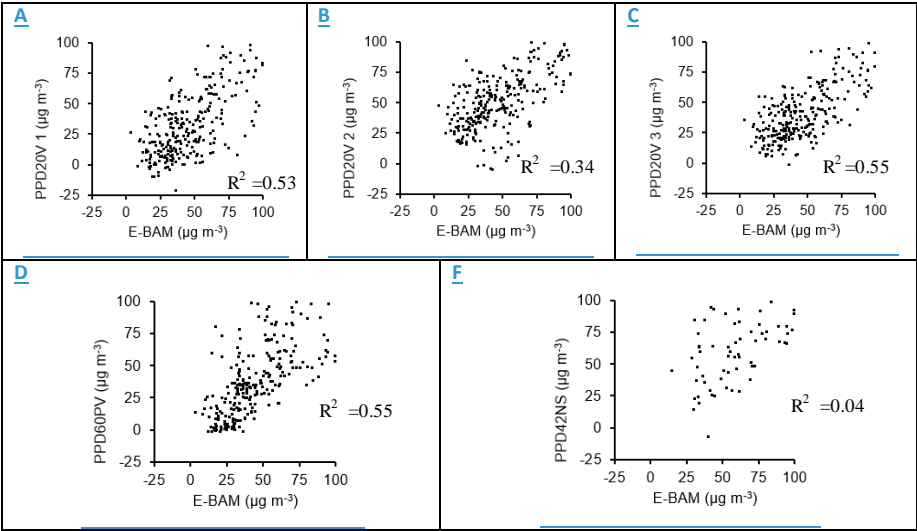 A
PPD20V 1 (µg m-3)
100
75
50
25
0
-25
-25 0 25 50 75 100
E-BAM (µg m-3)
R2 =0.53
B
PPD20V 2 (µg m-3)
100
75
50
25
0
-25
-25 0 25 50 75 100
E-BAM (µg m-3)
R2 =0.34
C
PPD20V 3 (µg m-3)
100
75
50
25
0
-25
-25 0 25 50 75 100
E-BAM (µg m-3)
R2 =0.55
D
PPD60PV (µg m-3)
100
75
50
25
0
-25
-25 0 25 50 75 100
E-BAM (µg m-3)
R2 =0.55
F
PPD42NS (µg m-3)
100
75
50
25
0
-25
-25 0 25 50 75 100
E-BAM (µg m-3)
R2 =0.04